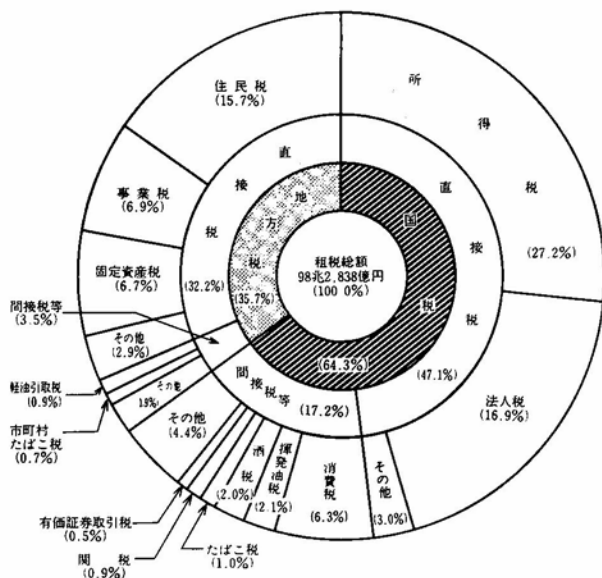 租税総額
98兆2,838億円
(100 0%)
国税
(64.3%)
地方税
(35.7%)
直接税
(47.1%)
間接税等
(17.2%)
直接税
(32.2%)
所得税
(27.2%)
法人税
(16.9%)
その他
(3.0%)
消費税
(6.3%)
揮発油税
(2.1%)
酒税
(2.0%)
たばこ税
(1.0%)
関税
(0.9%)
有価証券取引税
(0.5%)
その他
(4.4%)
その他
市町村
たばこ税
(0.7%)
軽油引取税
(0.9%)
その他
(2.9%)
間接税等
(3.5%)
固定資産税
(6.7%)
事業税
(6.9%)
住民税
(15.7%)